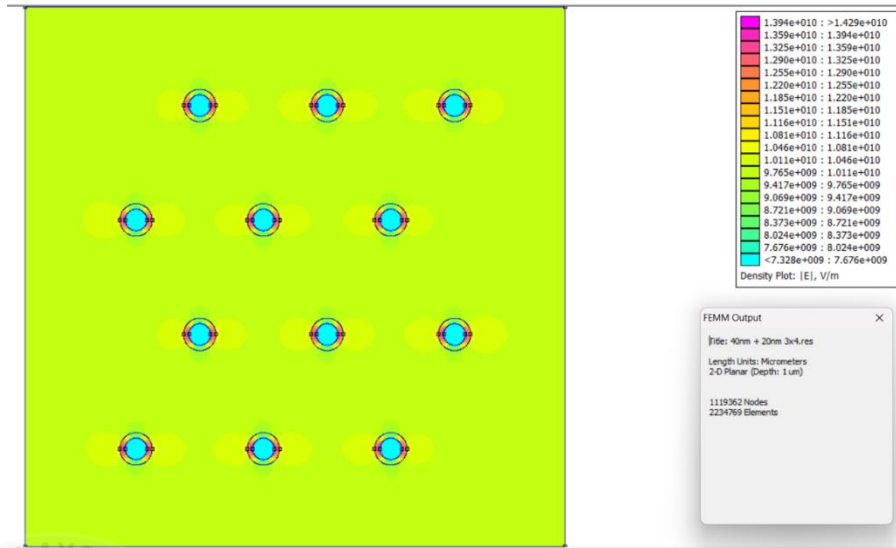 1.394e+010 : >1.429e+010
1.359e+010 : 1.394e+010
1.325e+010 : 1.359e+010
1.290e+010 : 1.325e+010
1.255e+010 : 1.290e+010
1.220e+010 : 1.255e+010
1.185e+010 : 1.220e+010
1.151e+010 : 1.185e+010
1.116e+010 : 1.151e+010
1.081e+010 : 1.116e+010
1.046e+010 : 1.081e+010
1.011e+010 : 1.046e+010
9.765e+009 : 1.011e+010
9.417e+009 : 9.765e+009
9.069e+009 : 9.417e+009
8.721e+009 : 9.069e+009
8.373e+009 : 8.721e+009
8.024e+009 : 8.373e+009
7.676e+009 : 8.024e+009
<7.328e+009 : 7.676e+009
Density Plot: |E|, V/m
FEMM Output
Title: 40nm + 20nm 3x4.res
Length Units: Micrometers
2-D Planar (Depth: 1 um)
1119362 Nodes
2234769 Elements